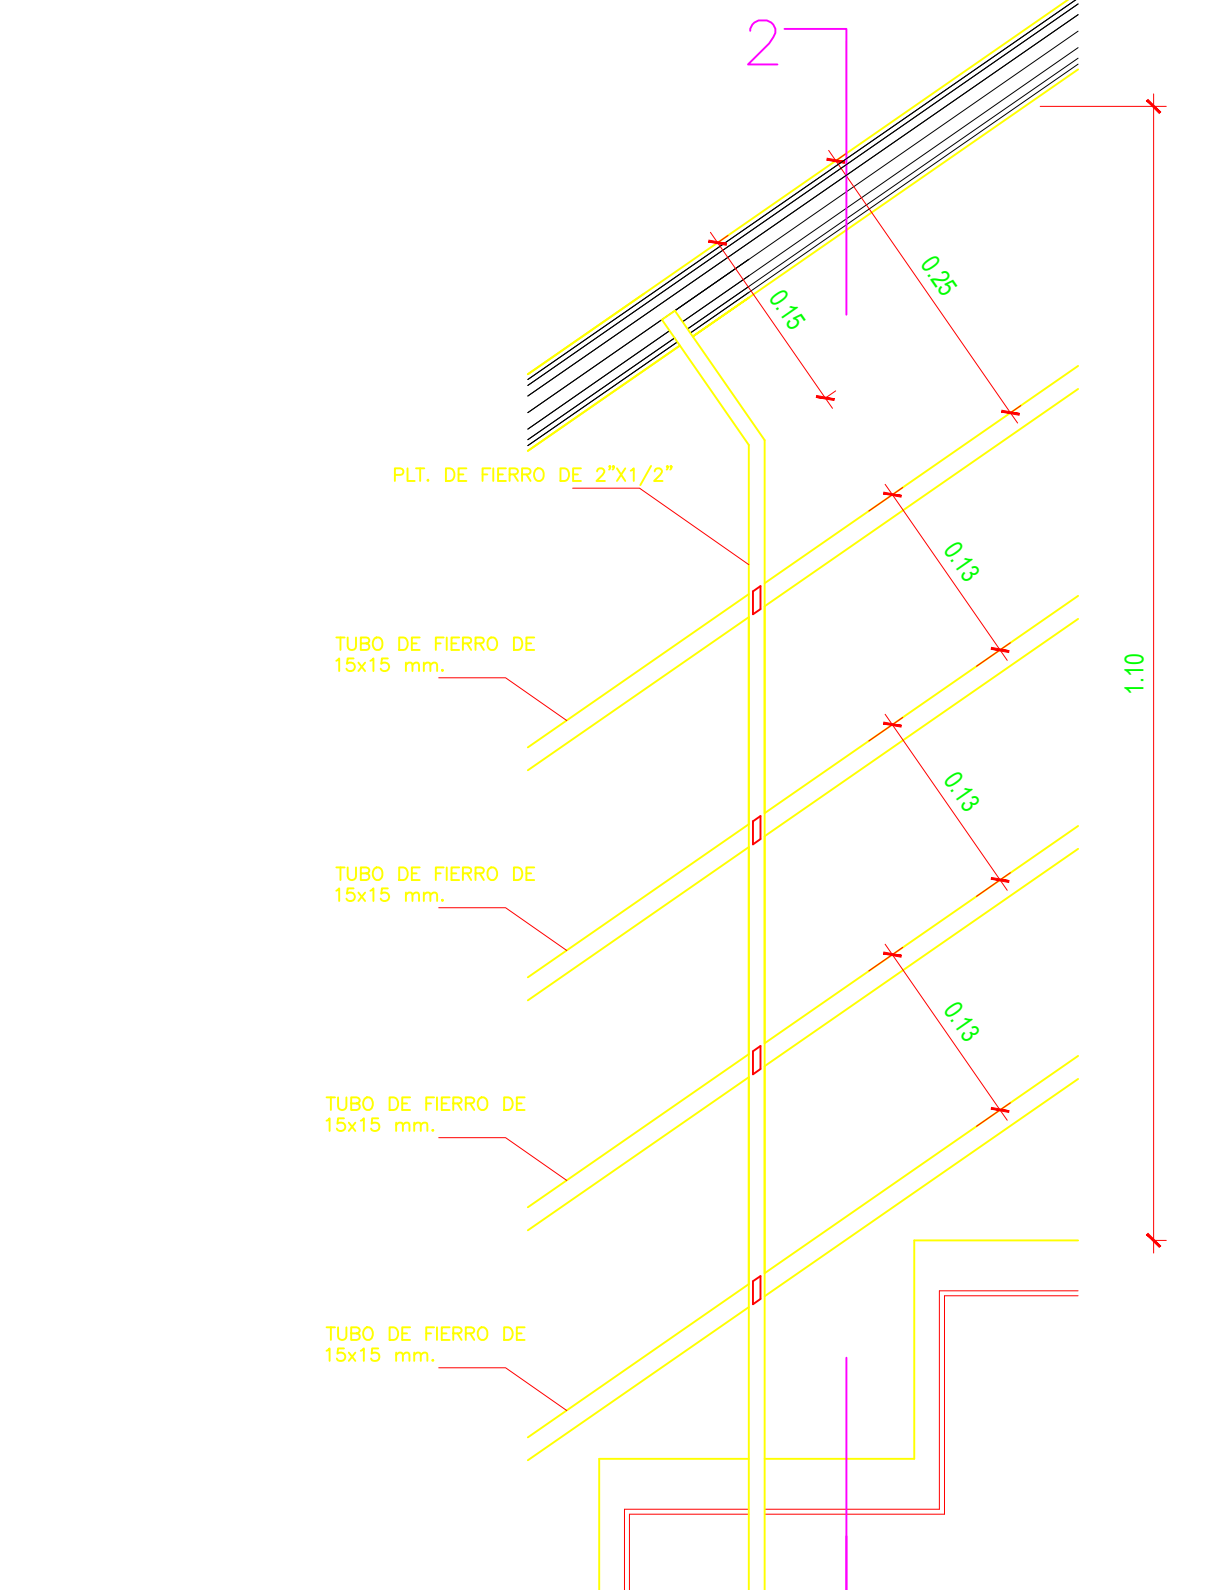 2
0.25
0.15
PLT. DE FIERRO DE 2"X1/2"
0.13
TUBO DE FIERRO DE
15x15 mm.
1.10
0.13
TUBO DE FIERRO DE
15x15 mm.
0.13
TUBO DE FIERRO DE
15x15 mm.
TUBO DE FIERRO DE
15x15 mm.